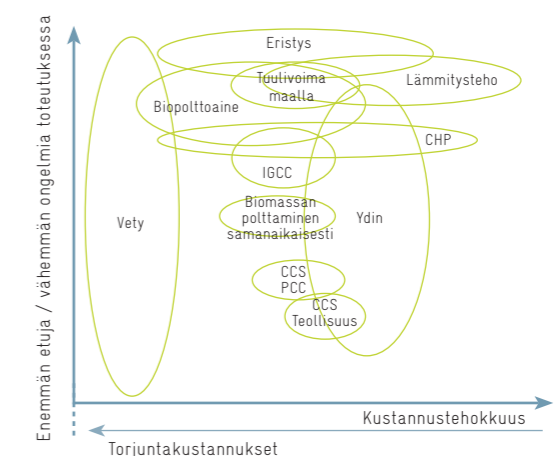 Enemmän etuja / vähemmän ongelmia toteutuksessa
Eristys
Tuulivoima
maalla
Lämmitysteho
Biopolttoaine
CHP
IGCC
Biomassan
polttaminen
samanaikaisesti
Vety
Ydin
CCS
PCC
CCS
Teollisuus
Kustannustehokkuus
Torjuntakustannukset